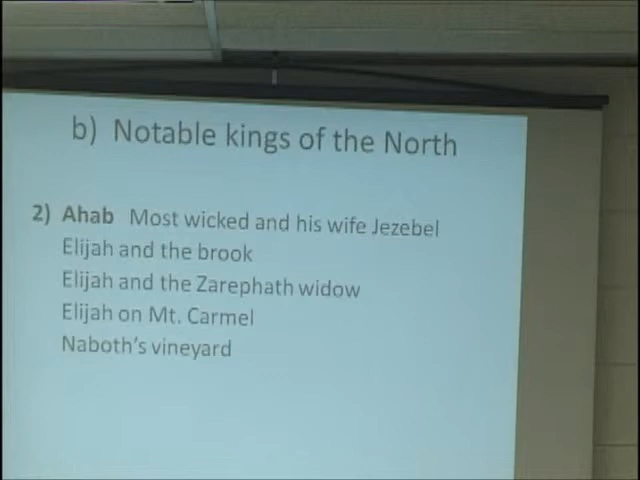 b) Notable kings of the North
2) Ahab Most wicked and his wife Jezebel
Elijah and the brook
Elijah and the Zarephath widow
Elijah on Mt. Carmel
Naboth's vineyard